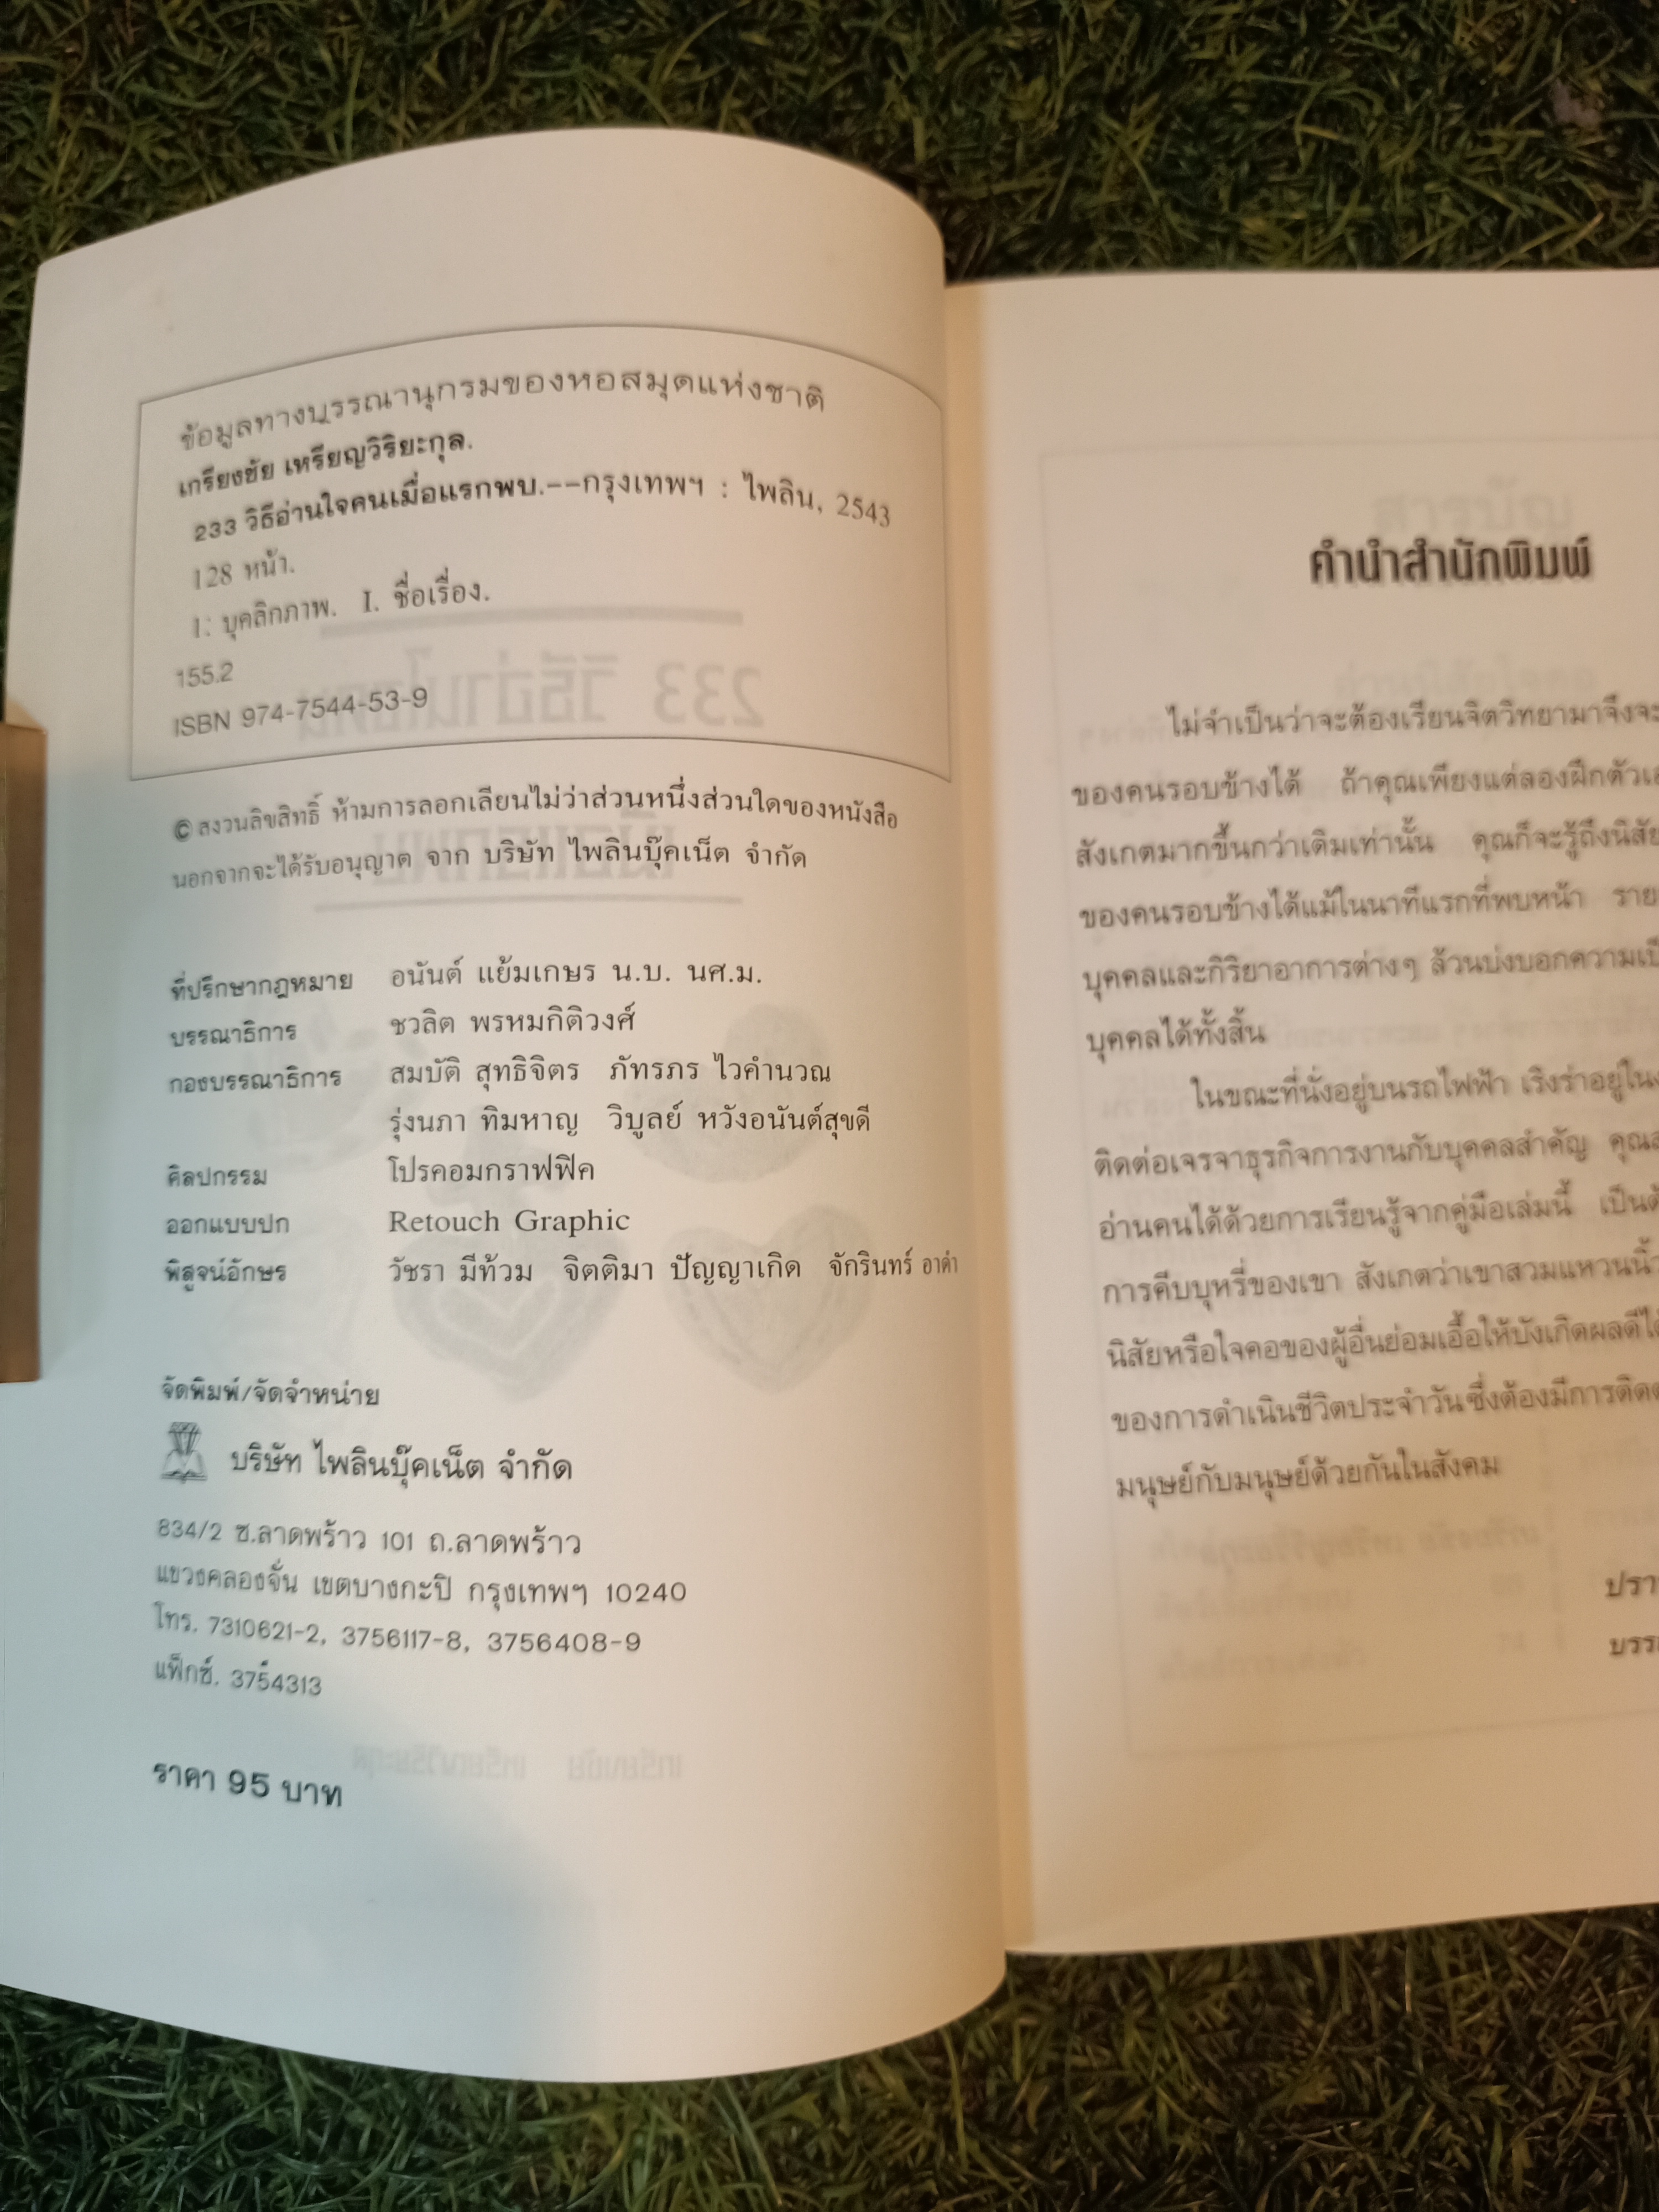 ข้อมูลทางบรรณานุกรมของหอสมุดแห่งชาติ
เกรียงชัย เหรียญวิริยะกุล.
233 วิธีอ่านใจคนเมื่อแรกพบ.--กรุงเทพฯ : ไพลิน, 2543
128 หน้า.
1. บุคลิกภาพ. I. ชื่อเรื่อง.
155.2
ISBN 974-7544-53-9
© สงวนลิขสิทธิ์ ห้ามการลอกเลียนไม่ว่าส่วนหนึ่งส่วนใดของหนังสือ
นอกจากจะได้รับอนุญาต จาก บริษัท ไพลินบุ๊คเน็ต จำกัด
ที่ปรึกษากฎหมาย อนันต์ แย้มเกษร น.บ. นศ.ม.
บรรณาธิการ ชวลิต พรหมกิติวงศ์
กองบรรณาธิการ สมบัติ สุทธิจิตร ภัทรภร ไวคำนวณ
รุ่งนภา ทิมหาญ วิบูลย์ หวังอนันต์สุขดี
ศิลปกรรม โปรคอมกราฟฟิค
ออกแบบปก Retouch Graphic
พิสูจน์อักษร วัชรา มีท้วม จิตติมา ปัญญาเกิด จักรินทร์ อาด่า
จัดพิมพ์/จัดจำหน่าย
บริษัท ไพลินบุ๊คเน็ต จำกัด
834/2 ซ.ลาดพร้าว 101 ถ.ลาดพร้าว
แขวงคลองจั่น เขตบางกะปิ กรุงเทพฯ 10240
โทร. 7310621-2, 3756117-8, 3756408-9
แฟ็กซ์. 3754313
ราคา 95 บาท
คำนำสำนักพิมพ์
ไม่จำเป็นว่าจะต้องเรียนจิตวิทยามาจึงจะ
ของคนรอบข้างได้ ถ้าคุณเพียงแต่ลองฝึกตัว
สังเกตมากขึ้นกว่าเดิมเท่านั้น คุณก็จะรู้ถึงนิสัย
ของคนรอบข้างได้แม้ในนาทีแรกที่พบหน้า ราย
บุคคลและกิริยาอาการต่างๆ ล้วนบ่งบอกความ
บุคคลได้ทั้งสิ้น
ในขณะที่นั่งอยู่บนรถไฟฟ้า เริงร่าอยู่ใน
ติดต่อเจรจาธุรกิจการงานกับบุคคลสำคัญ คุณ
อ่านคนได้ด้วยการเรียนรู้จากคู่มือเล่มนี้ เป็น
การคีบบุหรี่ของเขา สังเกตว่าเขาสวมแหวนนิ้ว
นิสัยหรือใจคอของผู้อื่นย่อมเอื้อให้บังเกิดผลดี
ของการดำเนินชีวิตประจำวันซึ่งต้องมีการติด
มนุษย์กับมนุษย์ด้วยกันในสังคม
ปรา
บรร